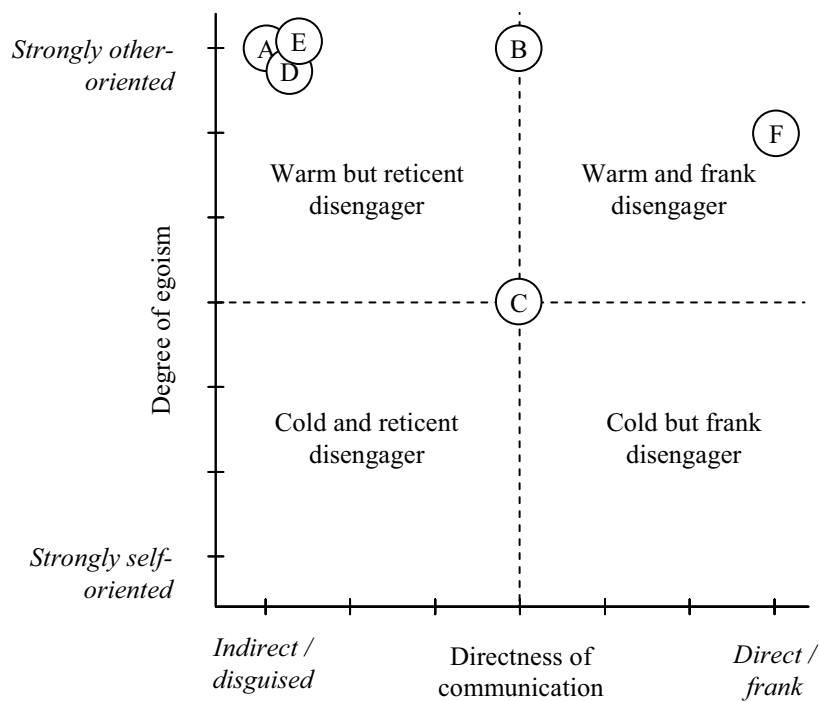 Strongly other-
oriented
A
E
D
B
F
Warm but reticent
disengager
Warm and frank
disengager
Degree of egoism
C
Cold and reticent
disengager
Cold but frank
disengager
Strongly self-
oriented
Indirect /
disguised
Directness of
communication
Direct /
frank